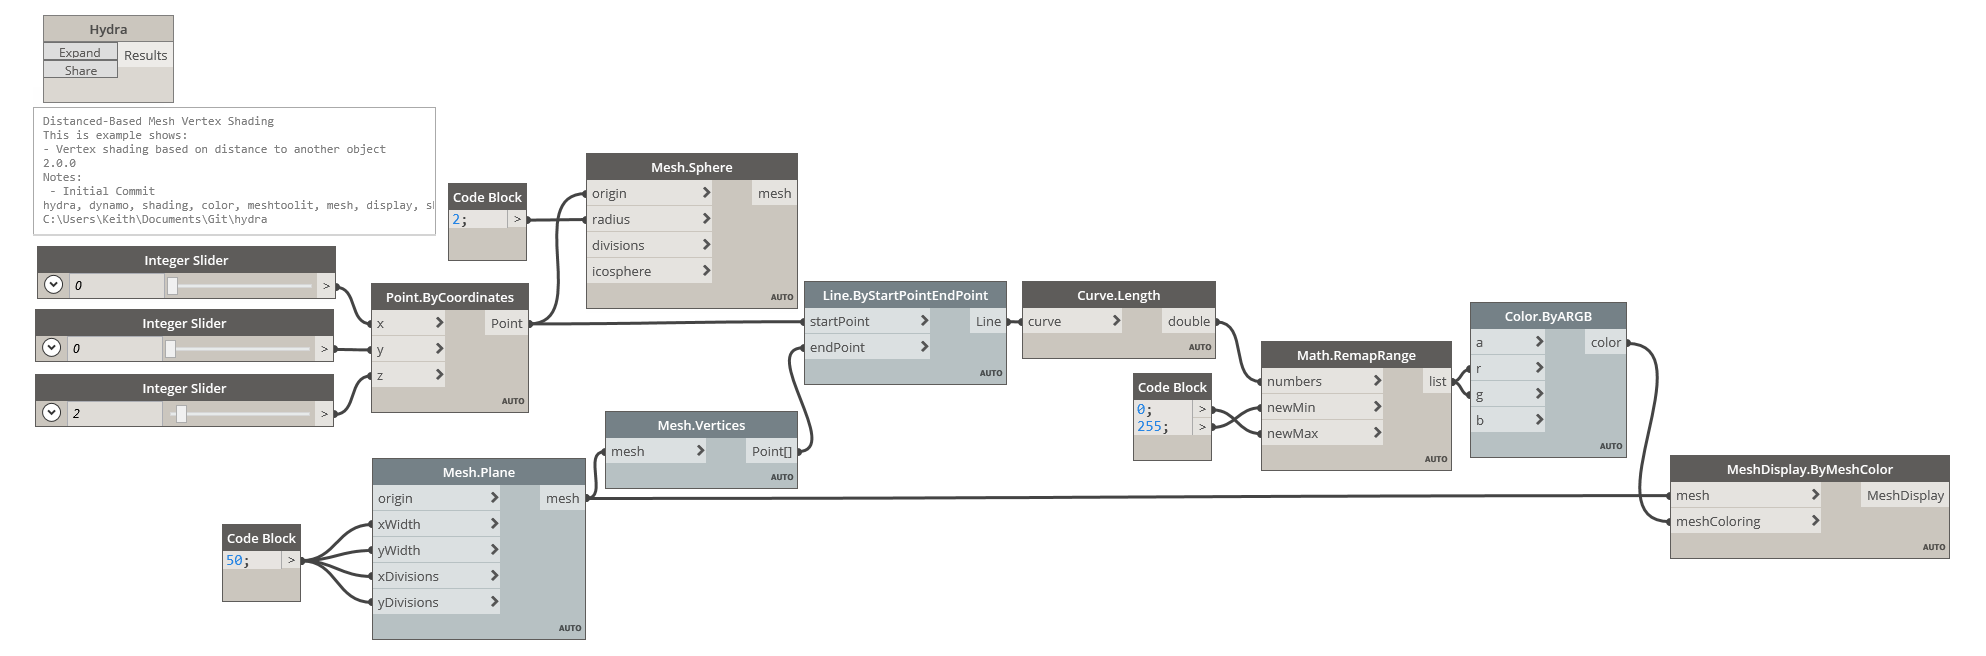 Hydra
Expand
Results
Share
Distanced-Based Mesh Vertex Shading
This is example shows:
- Vertex shading based on distance to another object
2.0.0
Notes:
- Initial Commit
hydra, dynamo, shading, color, meshtoolit, mesh, display,
C:\Users\Keith\Documents\Git\hydra
Integer Slider
0 >
Integer Slider
0 >
Integer Slider
2 >
Point.ByCoordinates
x Point
y
z
AUTO
Code Block
2; >
Mesh.Sphere
origin mesh
radius
divisions
icosphere
AUTO
Code Block
50; >
Mesh.Plane
origin mesh
xWidth
yWidth
xDivisions
yDivisions
AUTO
Mesh.Vertices
mesh Point[]
AUTO
Line.ByStartPointEndPoint
startPoint Line
endPoint
AUTO
Curve.Length
curve double
AUTO
Code Block
0; >
255; >
Math.RemapRange
numbers list
newMin
newMax
AUTO
Color.ByARGB
a color
r
g
b
AUTO
MeshDisplay.ByMeshColor
mesh MeshDisplay
meshColoring
AUTO